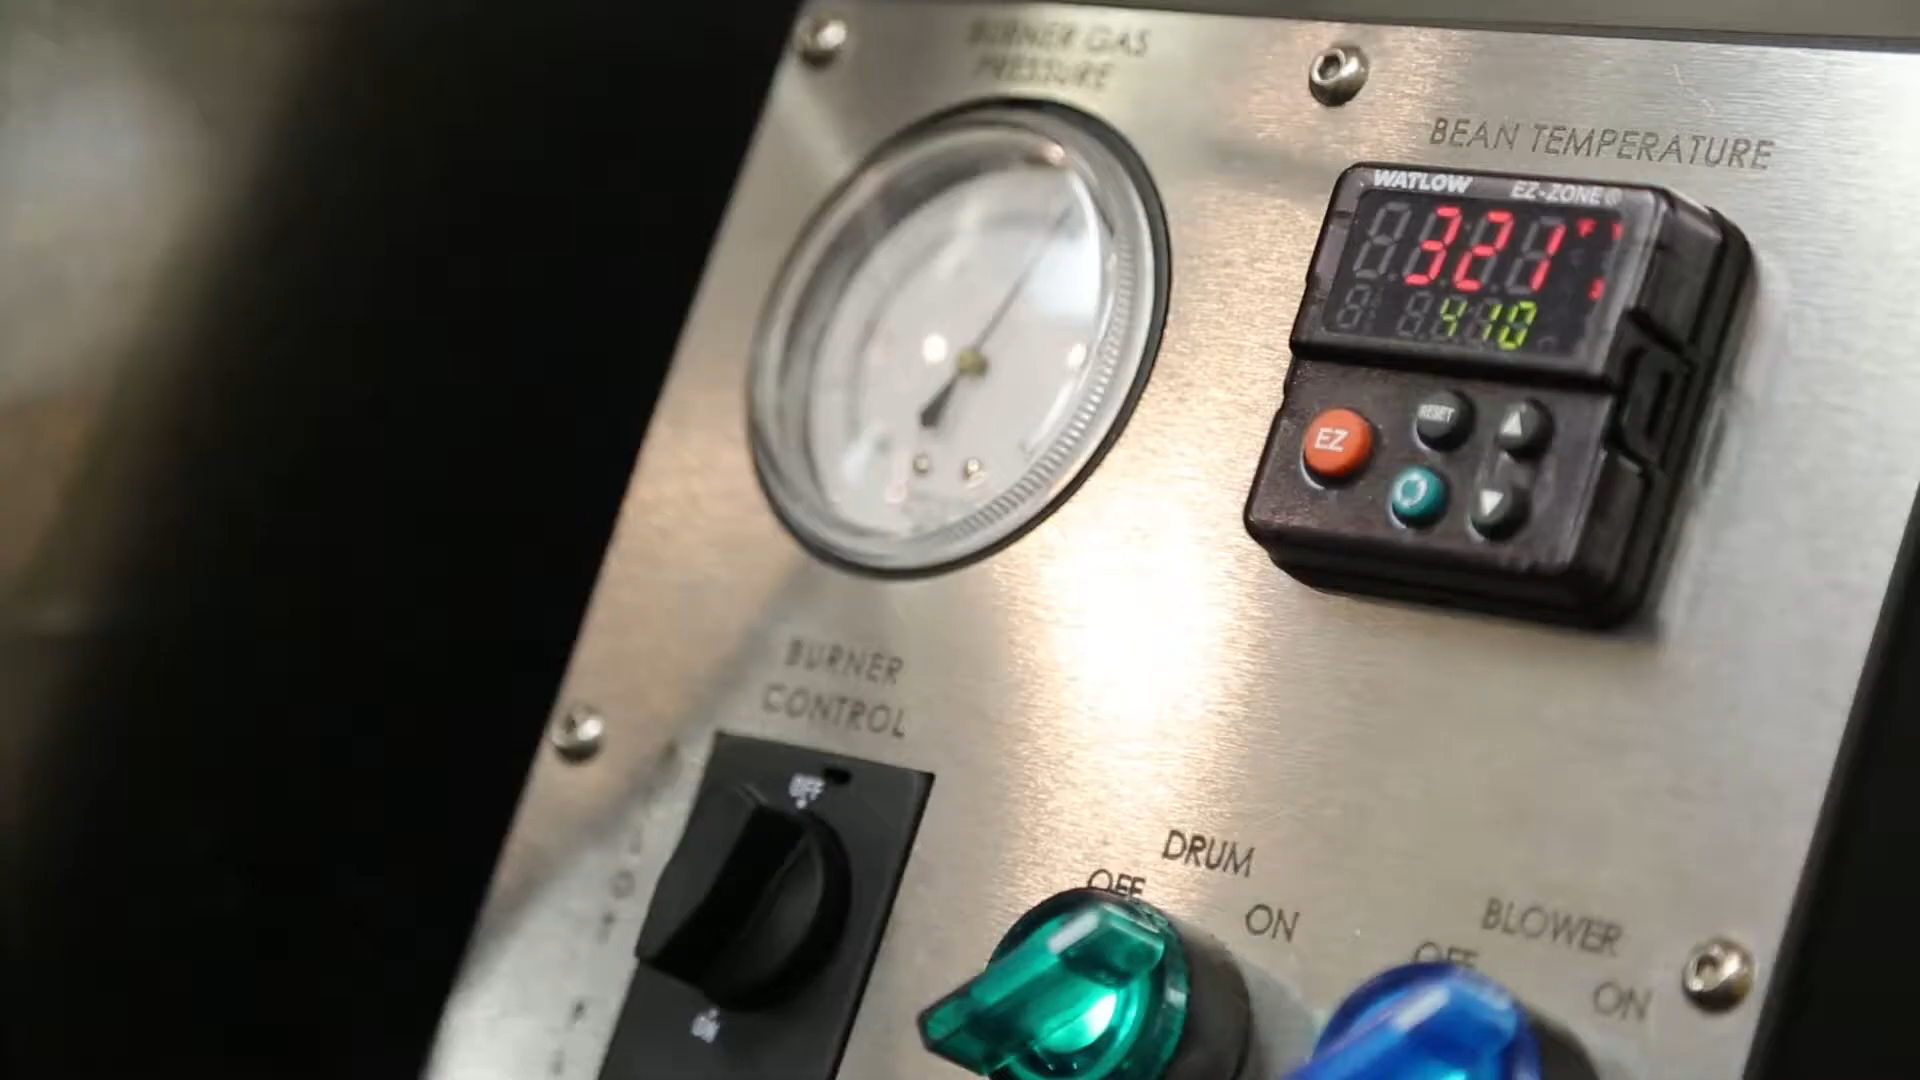 BURNER GAS
PRESSURE
BEAN TEMPERATURE
WATLOW EZ-ZONE®
321
410
RESET
EZ
BURNER
CONTROL
OFF
ON
DRUM
OFF
ON
BLOWER
OFF
ON